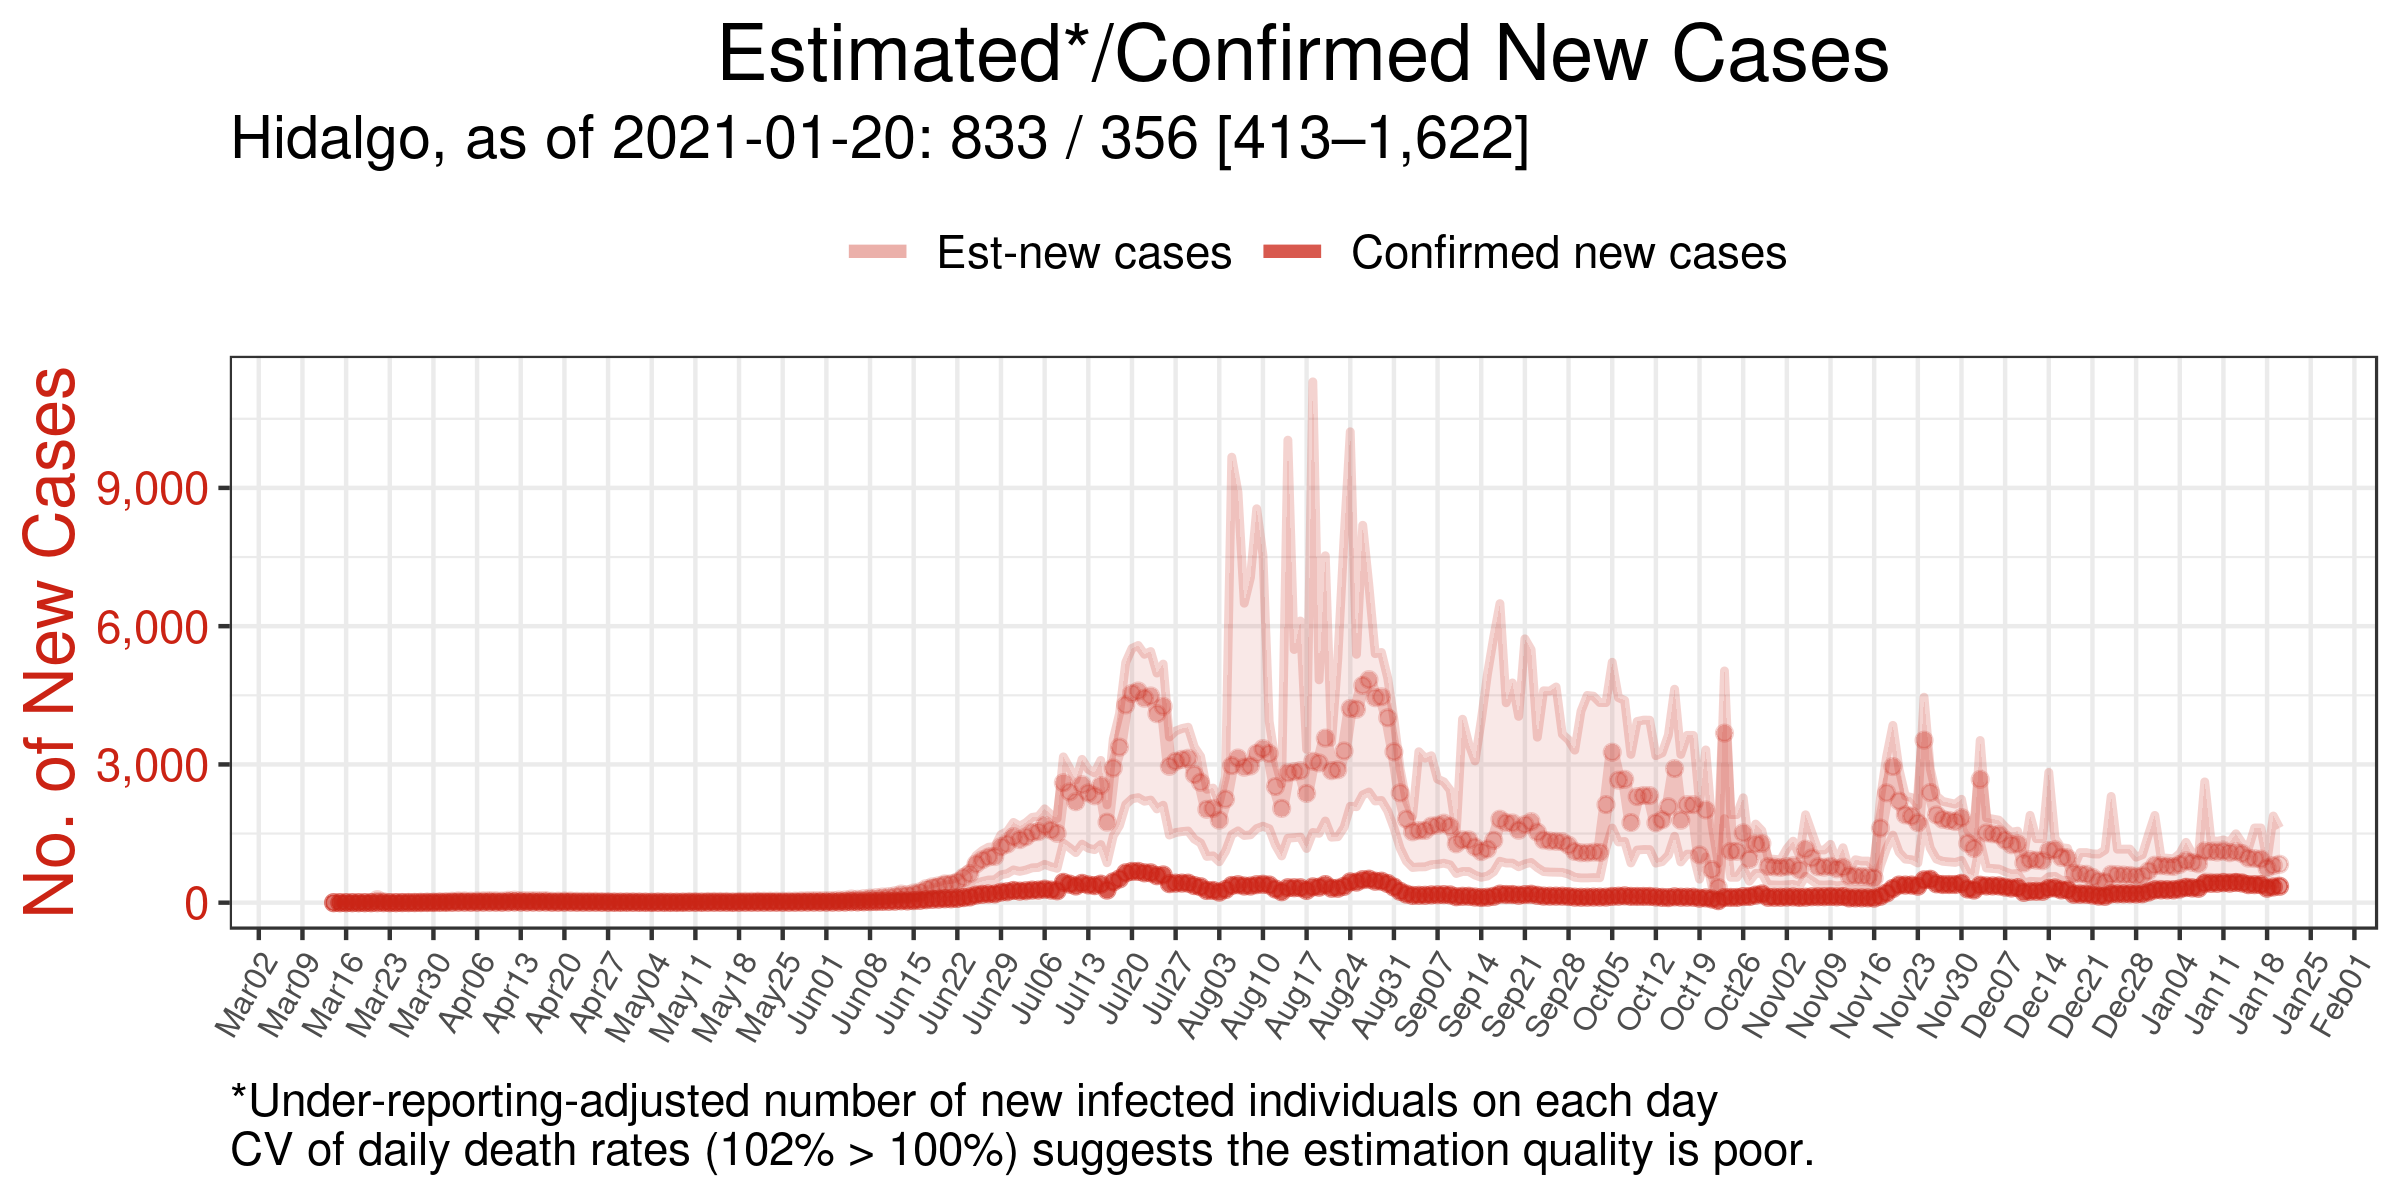 Estimated*/Confirmed New Cases
Hidalgo, as of 2021-01-20: 833 / 356 [413–1,622]
Est-new cases Confirmed new cases
No. of New Cases
9,000
6,000
3,000
0
Mar02 Mar09 Mar16 Mar23 Mar30 Apr06 Apr13 Apr20 Apr27 May04 May11 May18 May25 Jun01 Jun08 Jun15 Jun22 Jun29 Jul06 Jul13 Jul20 Jul27 Aug03 Aug10 Aug17 Aug24 Aug31 Sep07 Sep14 Sep21 Sep28 Oct05 Oct12 Oct19 Oct26 Nov02 Nov09 Nov16 Nov23 Nov30 Dec07 Dec14 Dec21 Dec28 Jan04 Jan11 Jan18 Jan25 Feb01
*Under-reporting-adjusted number of new infected individuals on each day
CV of daily death rates (102% > 100%) suggests the estimation quality is poor.